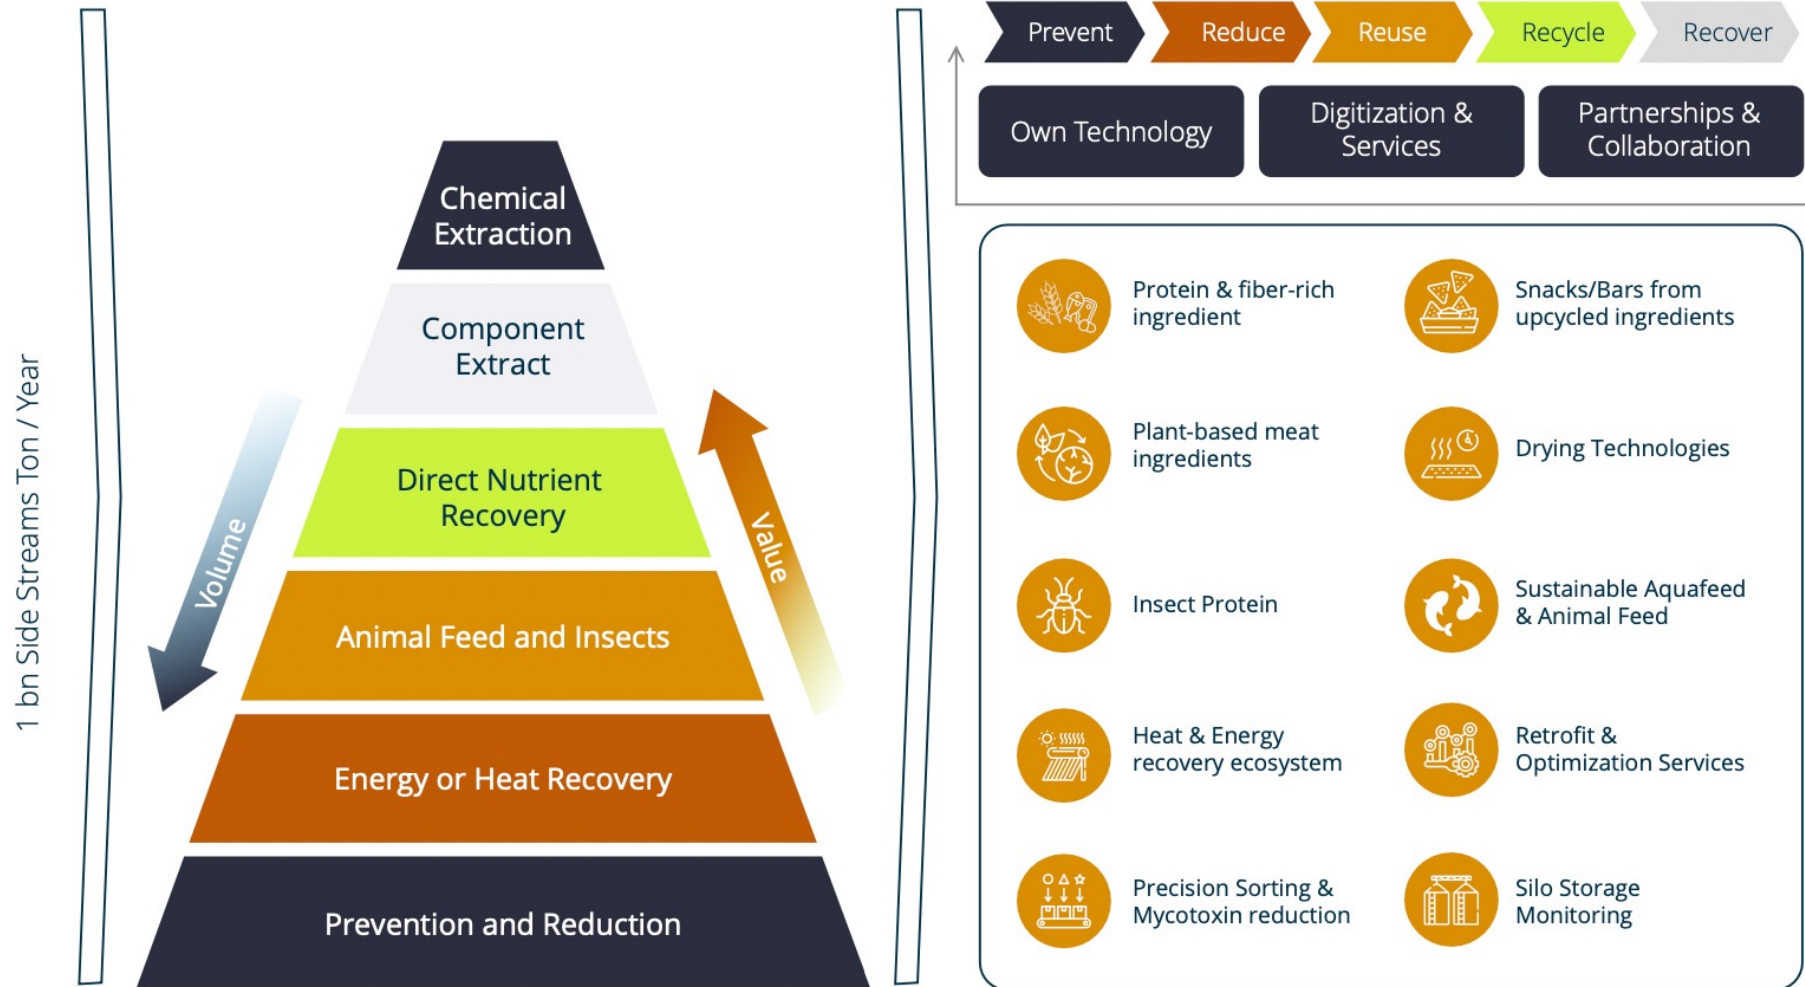 1 bn Side Streams Ton / Year
Chemical
Extraction
Component
Extract
Direct Nutrient
Recovery
Animal Feed and Insects
Energy or Heat Recovery
Prevention and Reduction
Volume
Value
Prevent
Reduce
Reuse
Recycle
Recover
Own Technology
Digitization &
Services
Partnerships &
Collaboration
Protein & fiber-rich
ingredient
Snacks/Bars from
upcycled ingredients
Plant-based meat
ingredients
Drying Technologies
Insect Protein
Sustainable Aquafeed
& Animal Feed
Heat & Energy
recovery ecosystem
Retrofit &
Optimization Services
Precision Sorting &
Mycotoxin reduction
Silo Storage
Monitoring